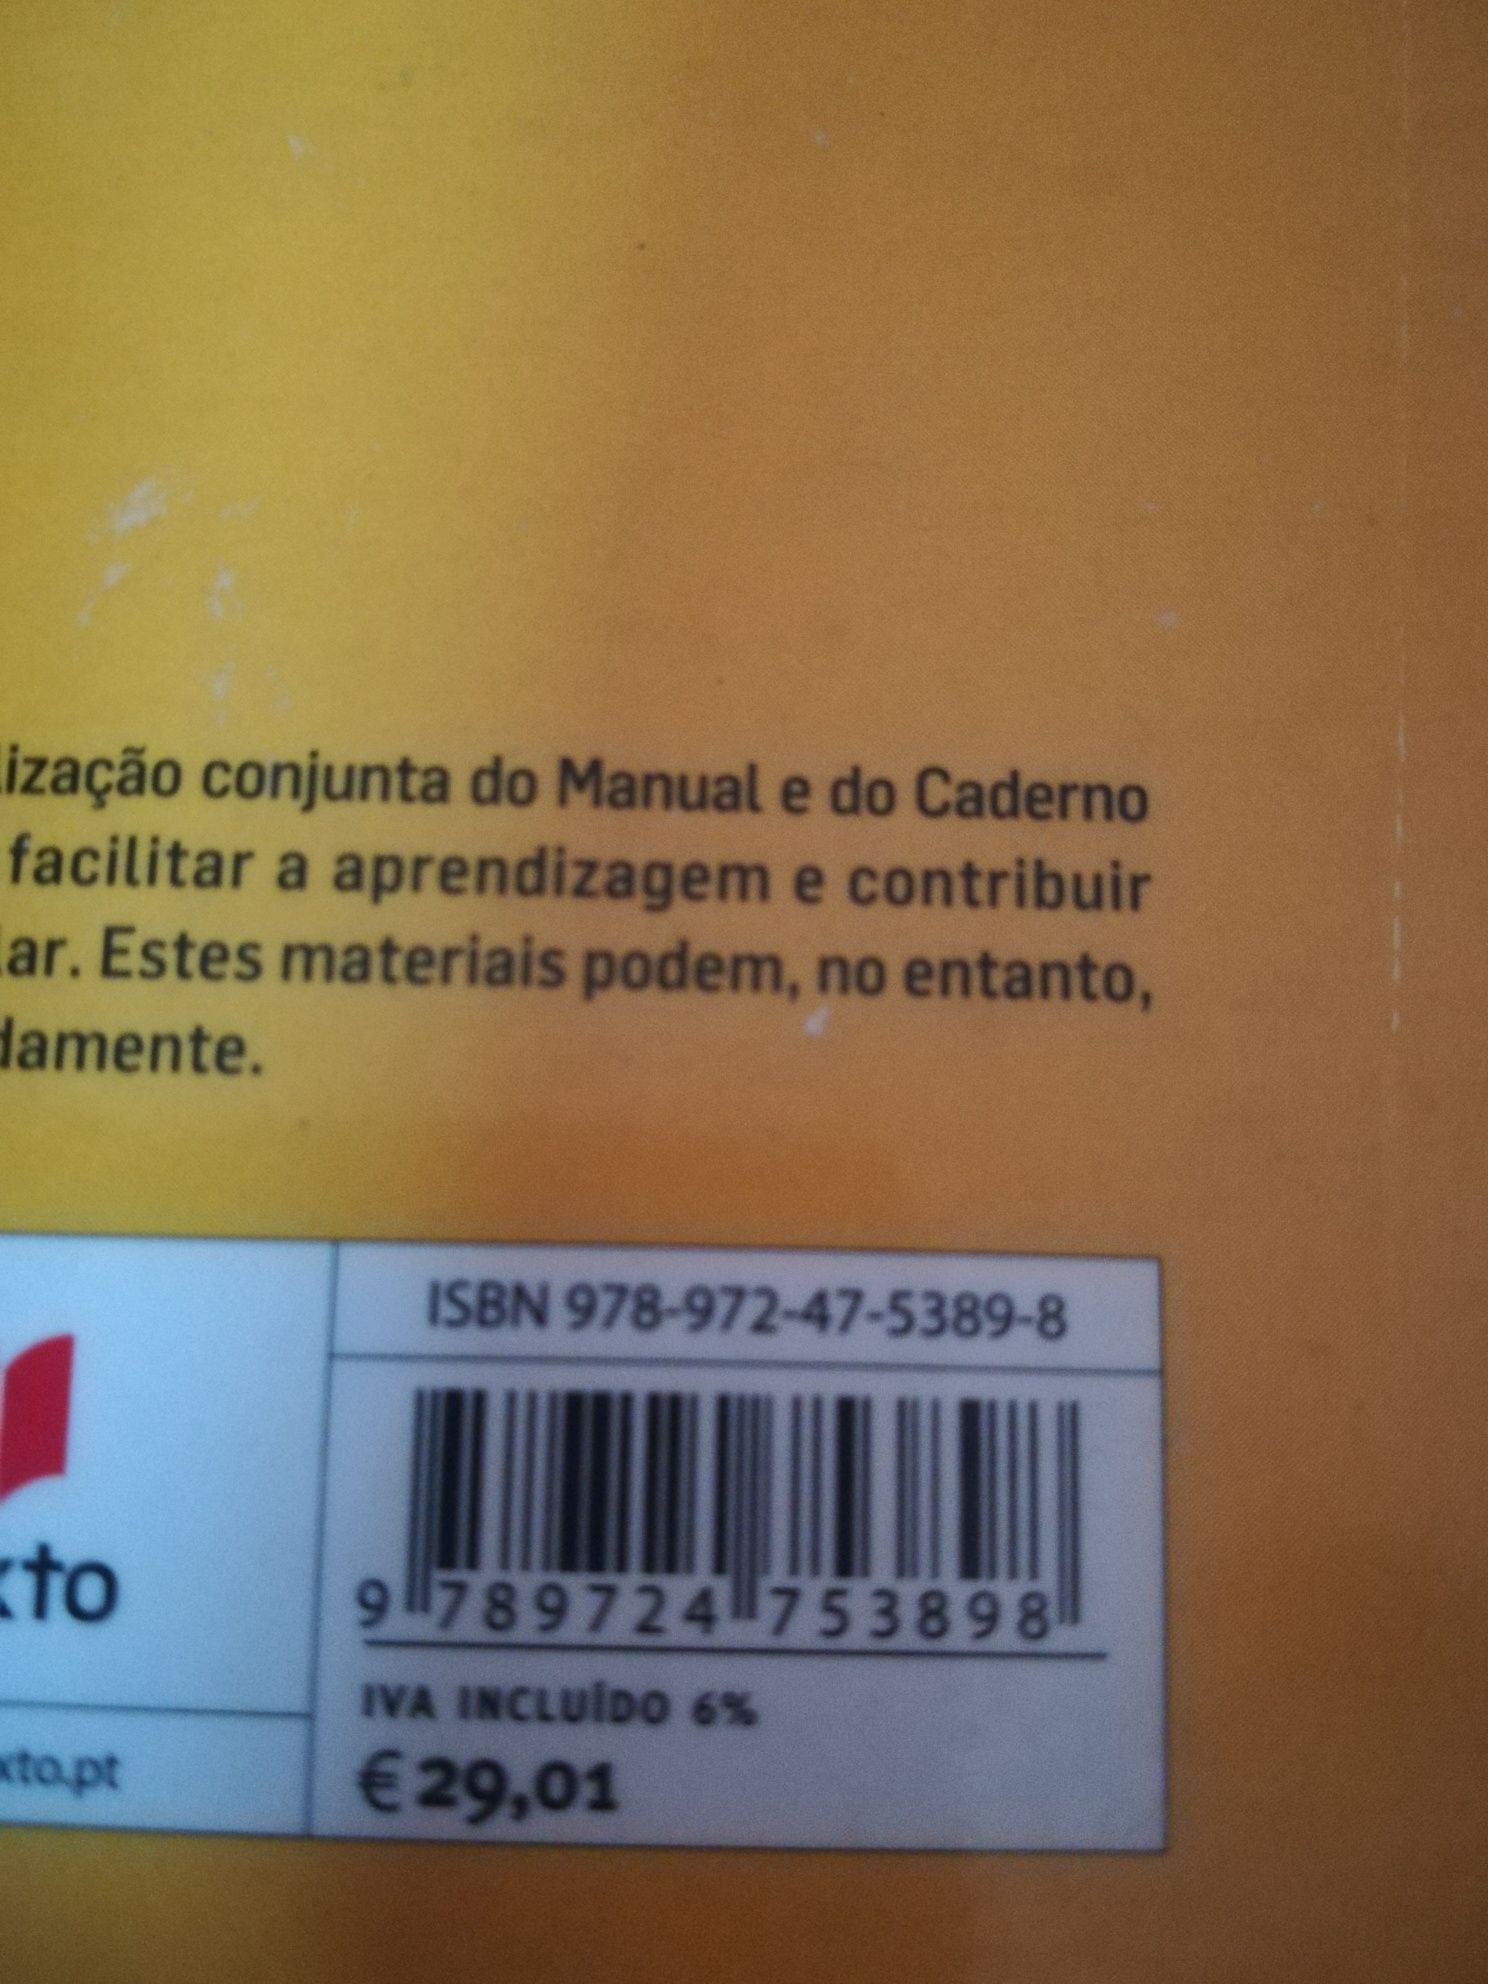 lização conjunta do Manual e do Caderno
facilitar a aprendizagem e contribuir
lar. Estes materiais podem, no entanto,
damente.
ISBN 978-972-47-5389-8
9 789724 753898
xto
IVA INCLUÍDO 6%
xto.pt
€29,01